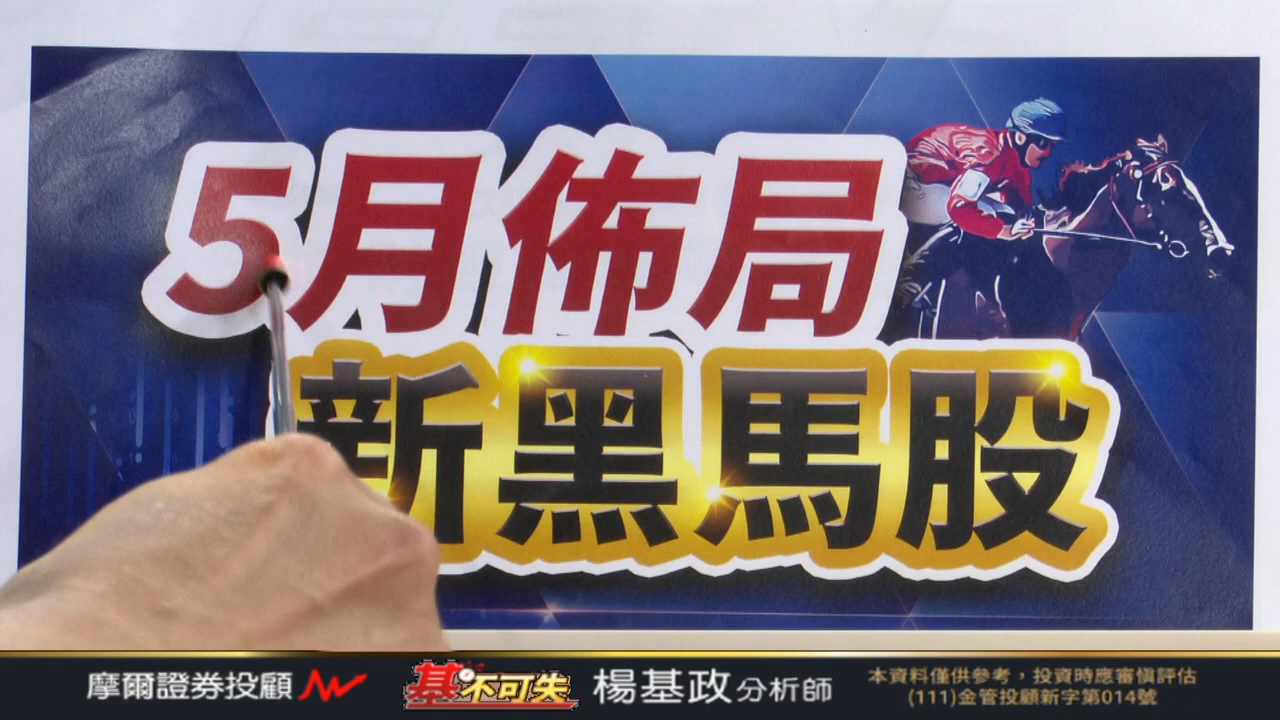 5月佈局
新黑馬股
摩爾證券投顧 基不可失 楊基政分析師
本資料僅供參考，投資時應審慎評估
(111)金管投顧新字第014號